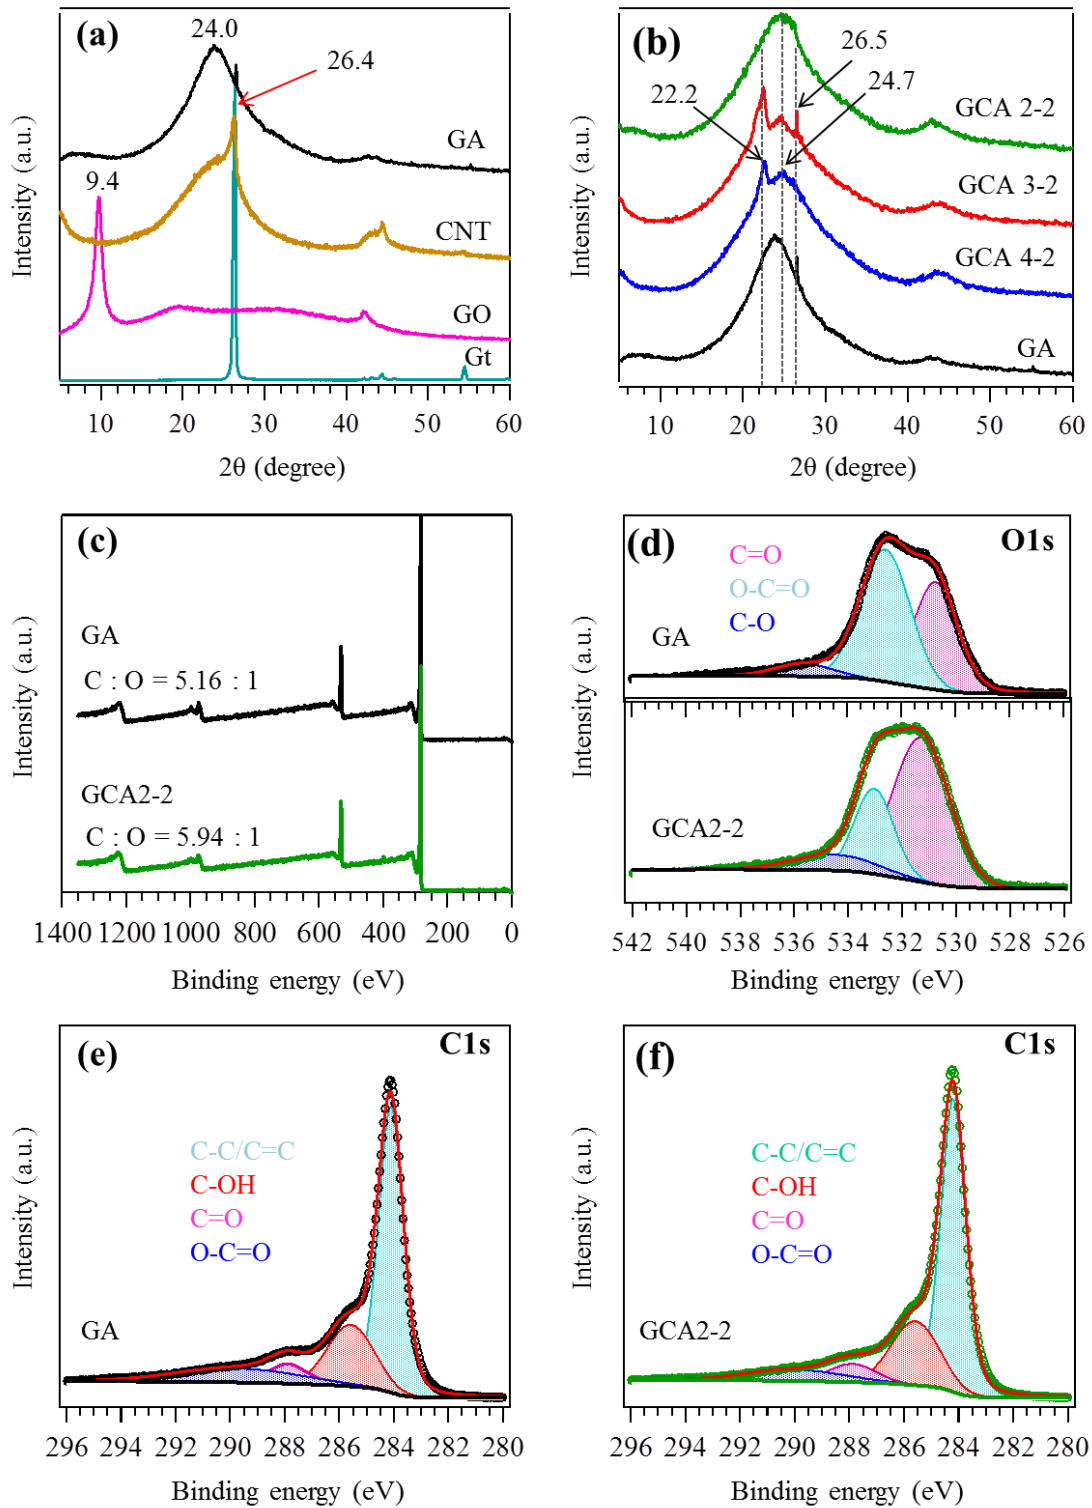 (a)
24.0
26.4
GA
9.4
CNT
GO
Gt
Intensity (a.u.)
10 20 30 40 50 60
2θ (degree)
(b)
26.5
22.2
24.7
GCA 2-2
GCA 3-2
GCA 4-2
GA
Intensity (a.u.)
10 20 30 40 50 60
2θ (degree)
(c)
GA
C : O = 5.16 : 1
GCA2-2
C : O = 5.94 : 1
Intensity (a.u.)
1400 1200 1000 800 600 400 200 0
Binding energy (eV)
(d)
O1s
C=O
O-C=O
C-O
GA
GCA2-2
Intensity (a.u.)
542 540 538 536 534 532 530 528 526
Binding energy (eV)
(e)
C1s
C-C/C=C
C-OH
C=O
O-C=O
GA
Intensity (a.u.)
296 294 292 290 288 286 284 282 280
Binding energy (eV)
(f)
C1s
C-C/C=C
C-OH
C=O
O-C=O
GCA2-2
Intensity (a.u.)
296 294 292 290 288 286 284 282 280
Binding energy (eV)